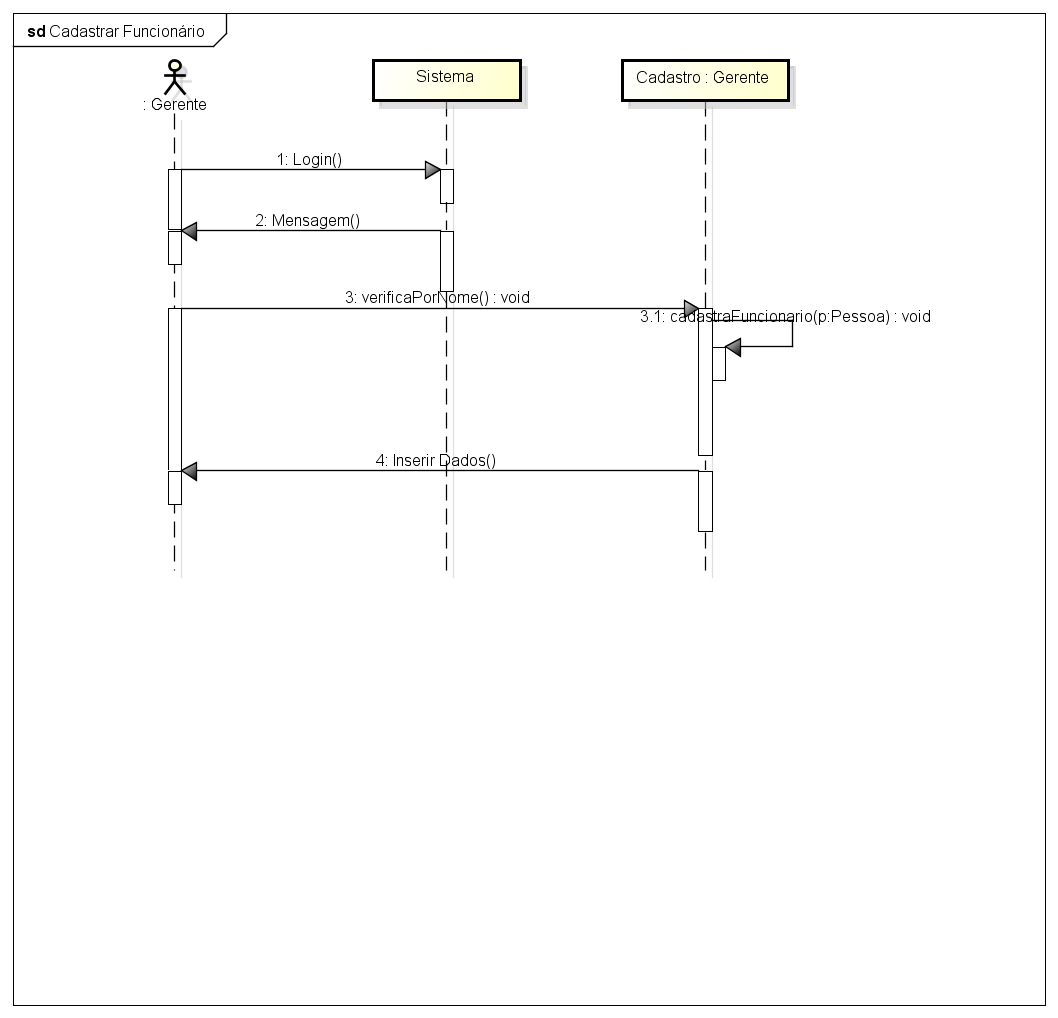 sd Cadastrar Funcionário
: Gerente
Sistema
Cadastro : Gerente
1: Login()
2: Mensagem()
3: verificaPorNome() : void
3.1: cadastraFuncionario(p:Pessoa) : void
4: Inserir Dados()